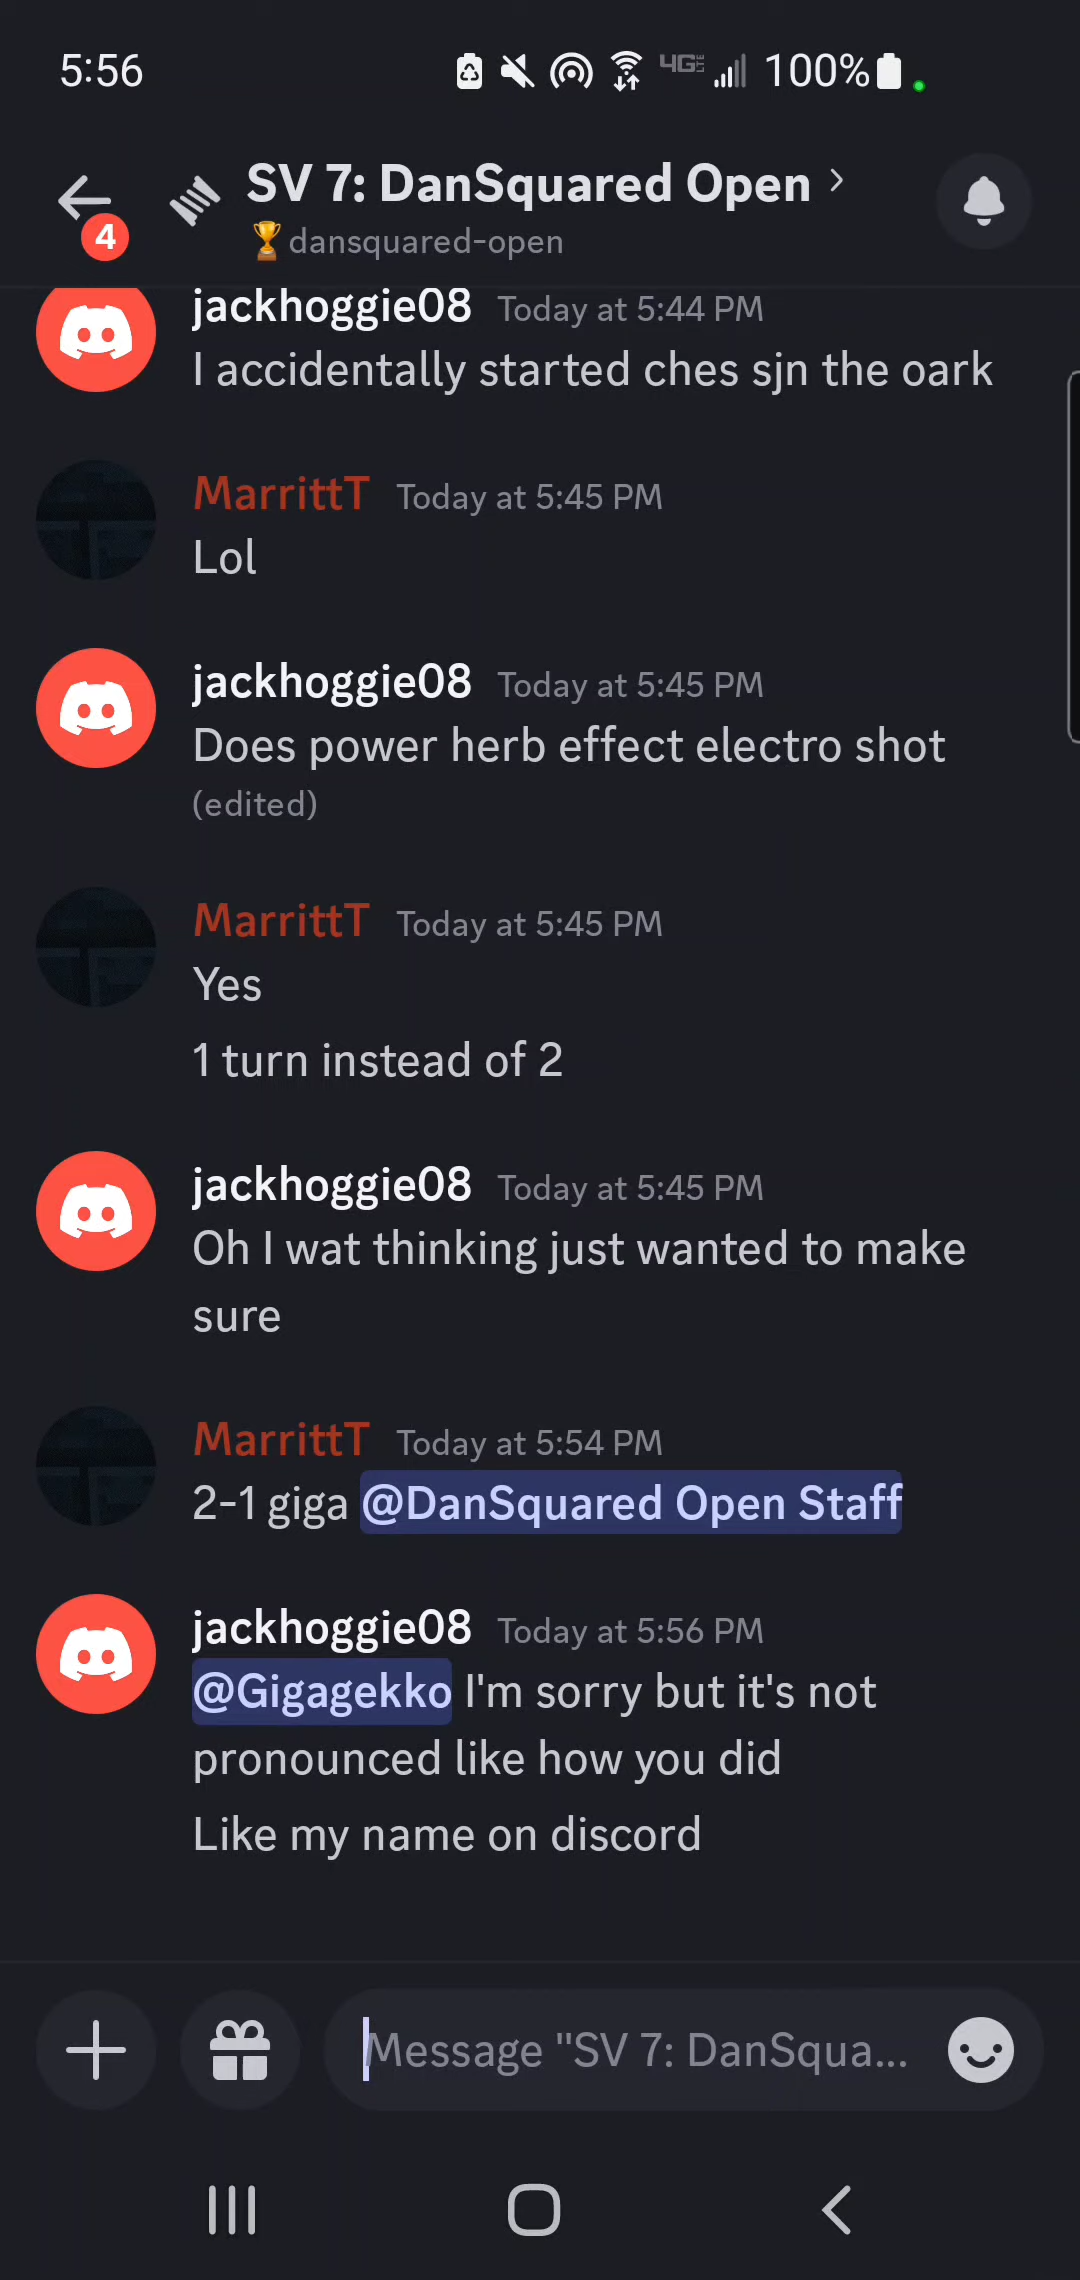 5:56
4G LTE 100%
SV 7: DanSquared Open
4
🏆dansquared-open
jackhoggie08 Today at 5:44 PM
I accidentally started ches sjn the oark
MarrittT Today at 5:45 PM
Lol
jackhoggie08 Today at 5:45 PM
Does power herb effect electro shot
(edited)
MarrittT Today at 5:45 PM
Yes
1 turn instead of 2
jackhoggie08 Today at 5:45 PM
Oh I wat thinking just wanted to make
sure
MarrittT Today at 5:54 PM
2-1 giga @DanSquared Open Staff
jackhoggie08 Today at 5:56 PM
@Gigagekko I'm sorry but it's not
pronounced like how you did
Like my name on discord
Message "SV 7: DanSqua...